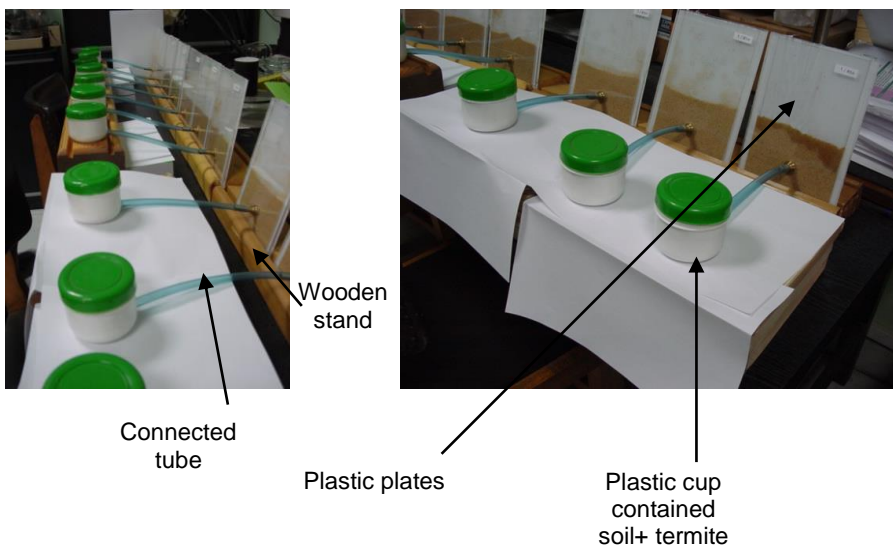 Wooden
stand
Connected
tube
Plastic plates
Plastic cup
contained
soil+ termite